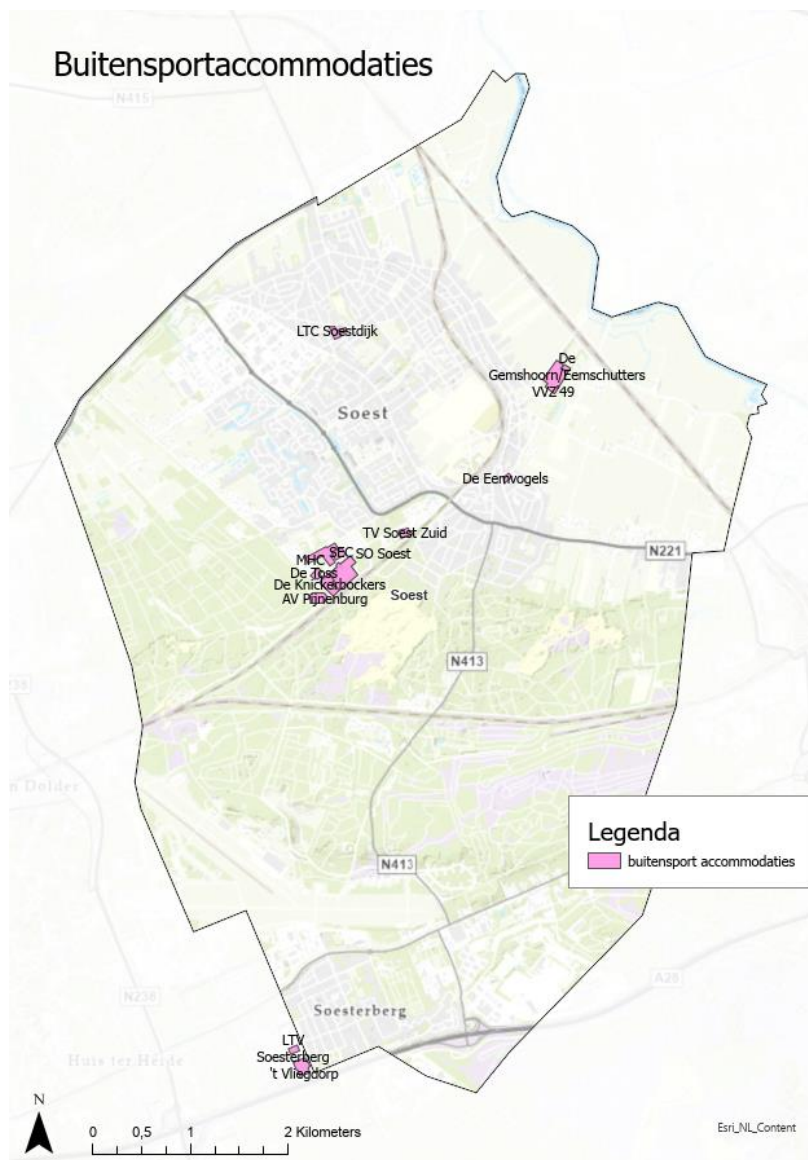 Buitensportaccommodaties
N415
LTC Soestdijk
De
Gemshoorn/Eemschutters
VVZ'49
Soest
De Eemvogels
TV Soest Zuid
N221
SEC SO Soest
MHC
De Toss
De Knickerbockers
AV Pijnenburg
Soest
N413
n Dolder
Legenda
buitensport accommodaties
N413
A28
N238
Soesterberg
Huis ter Heide
LTV
Soesterberg
't Vliegdorp
N
0 0,5 1 2 Kilometers
Esri_NL_Content